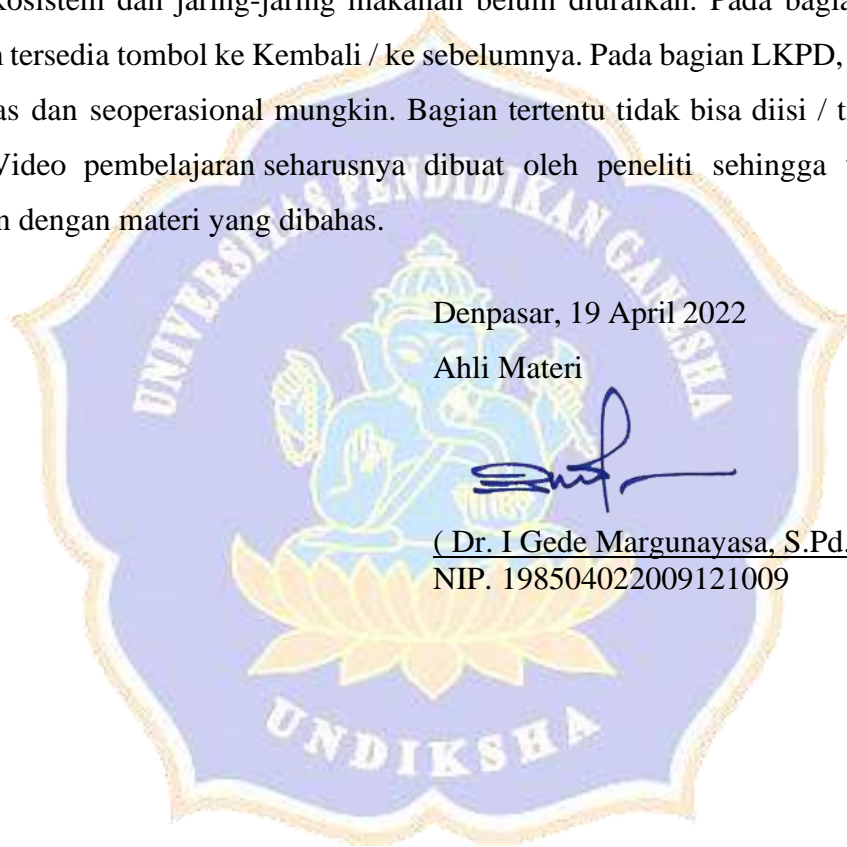 kosistem dan jaring-jaring makanan belum diuraikan. Pada bagia
n tersedia tombol ke Kembali / ke sebelumnya. Pada bagian LKPD,
as dan seoperasional mungkin. Bagian tertentu tidak bisa diisi / t
Video pembelajaran seharusnya dibuat oleh peneliti sehingga
n dengan materi yang dibahas.
UNIVERSITAS PENDIDIKAN GANESHA
Denpasar, 19 April 2022
Ahli Materi
( Dr. I Gede Margunayasa, S.Pd.
NIP. 198504022009121009
UNDIKSHA